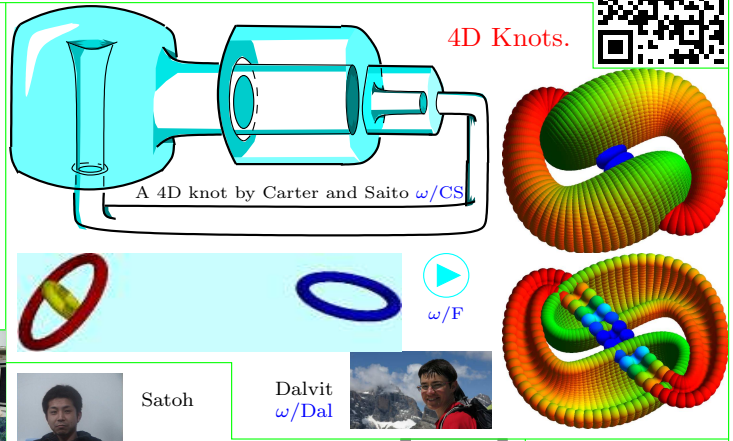 4D Knots.
A 4D knot by Carter and Saito ω/CS
ω/F
Satoh
Dalvit
ω/Dal